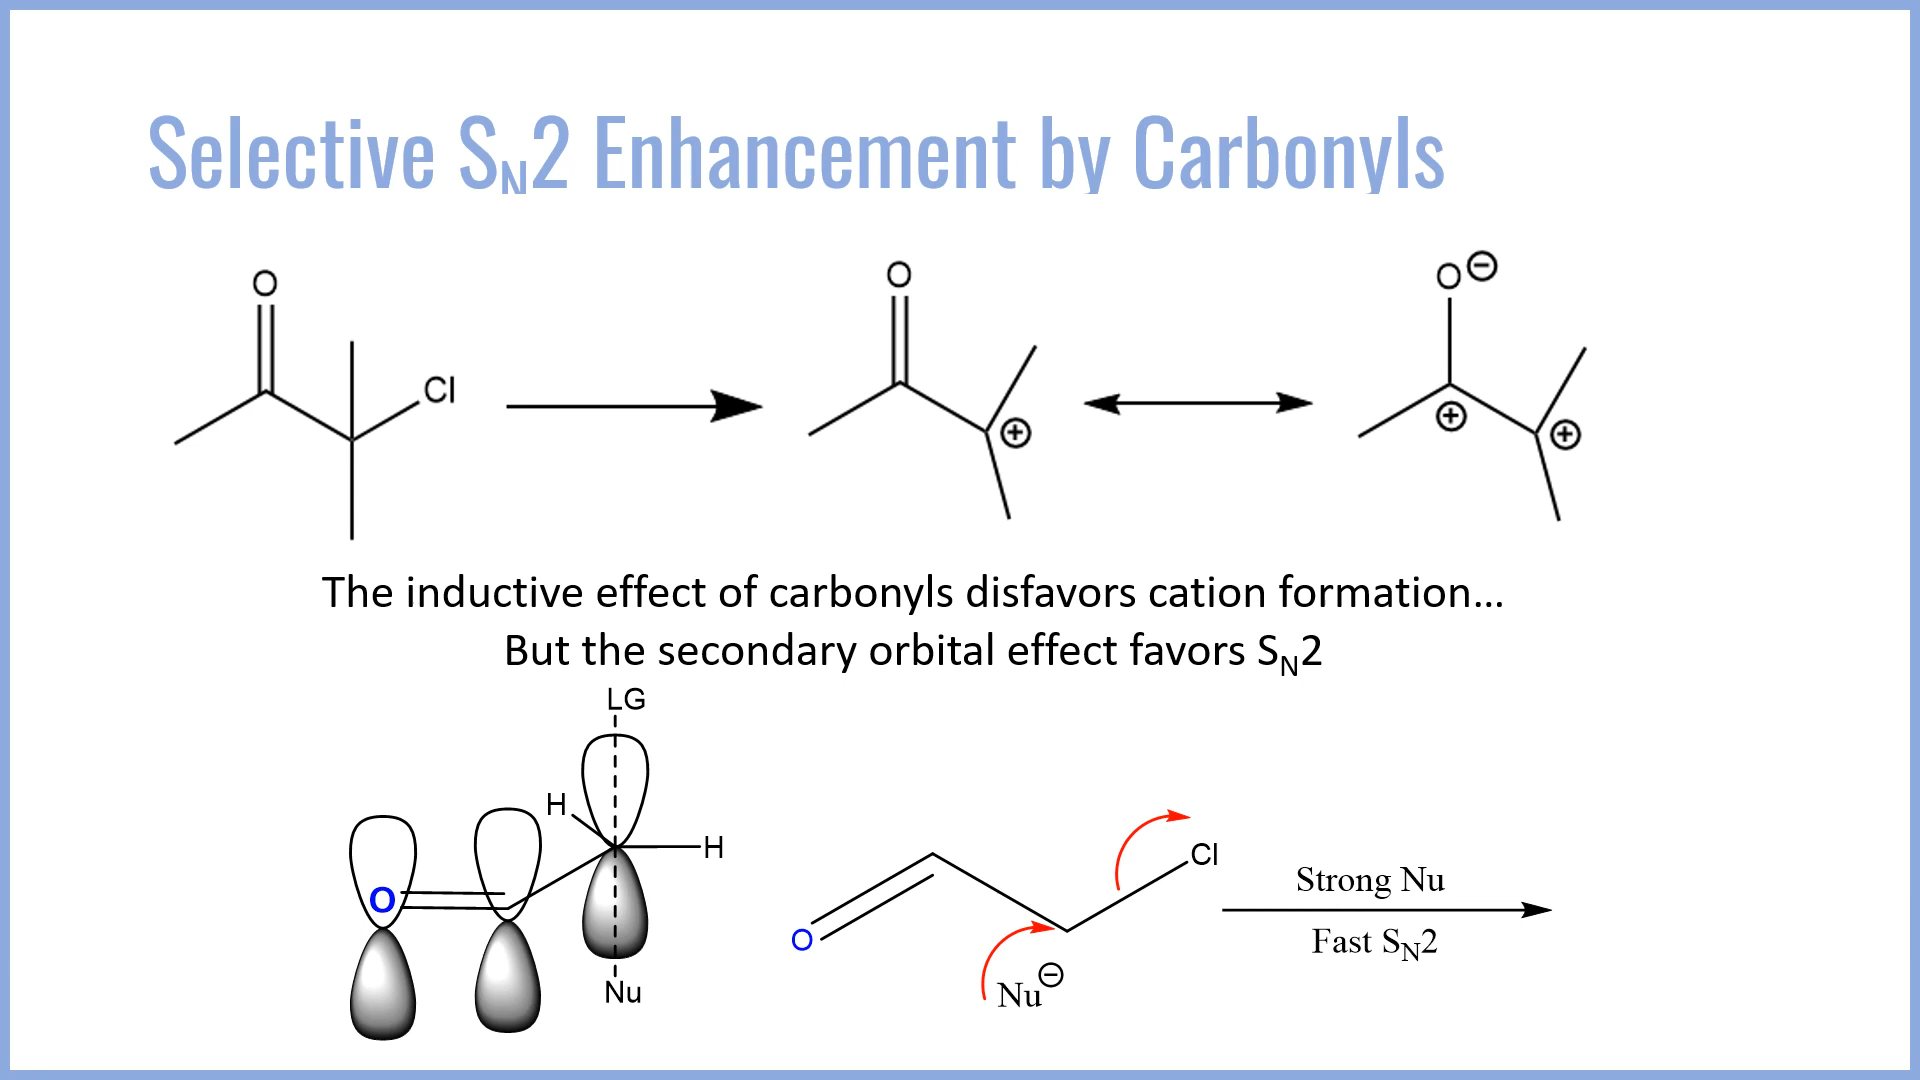 Selective SN2 Enhancement by Carbonyls
O
Cl
O
⊕
O ⊖
⊕
⊕
The inductive effect of carbonyls disfavors cation formation...
But the secondary orbital effect favors SN2
LG
H
H
O
Nu
O
Cl
Nu ⊖
Strong Nu
Fast SN2